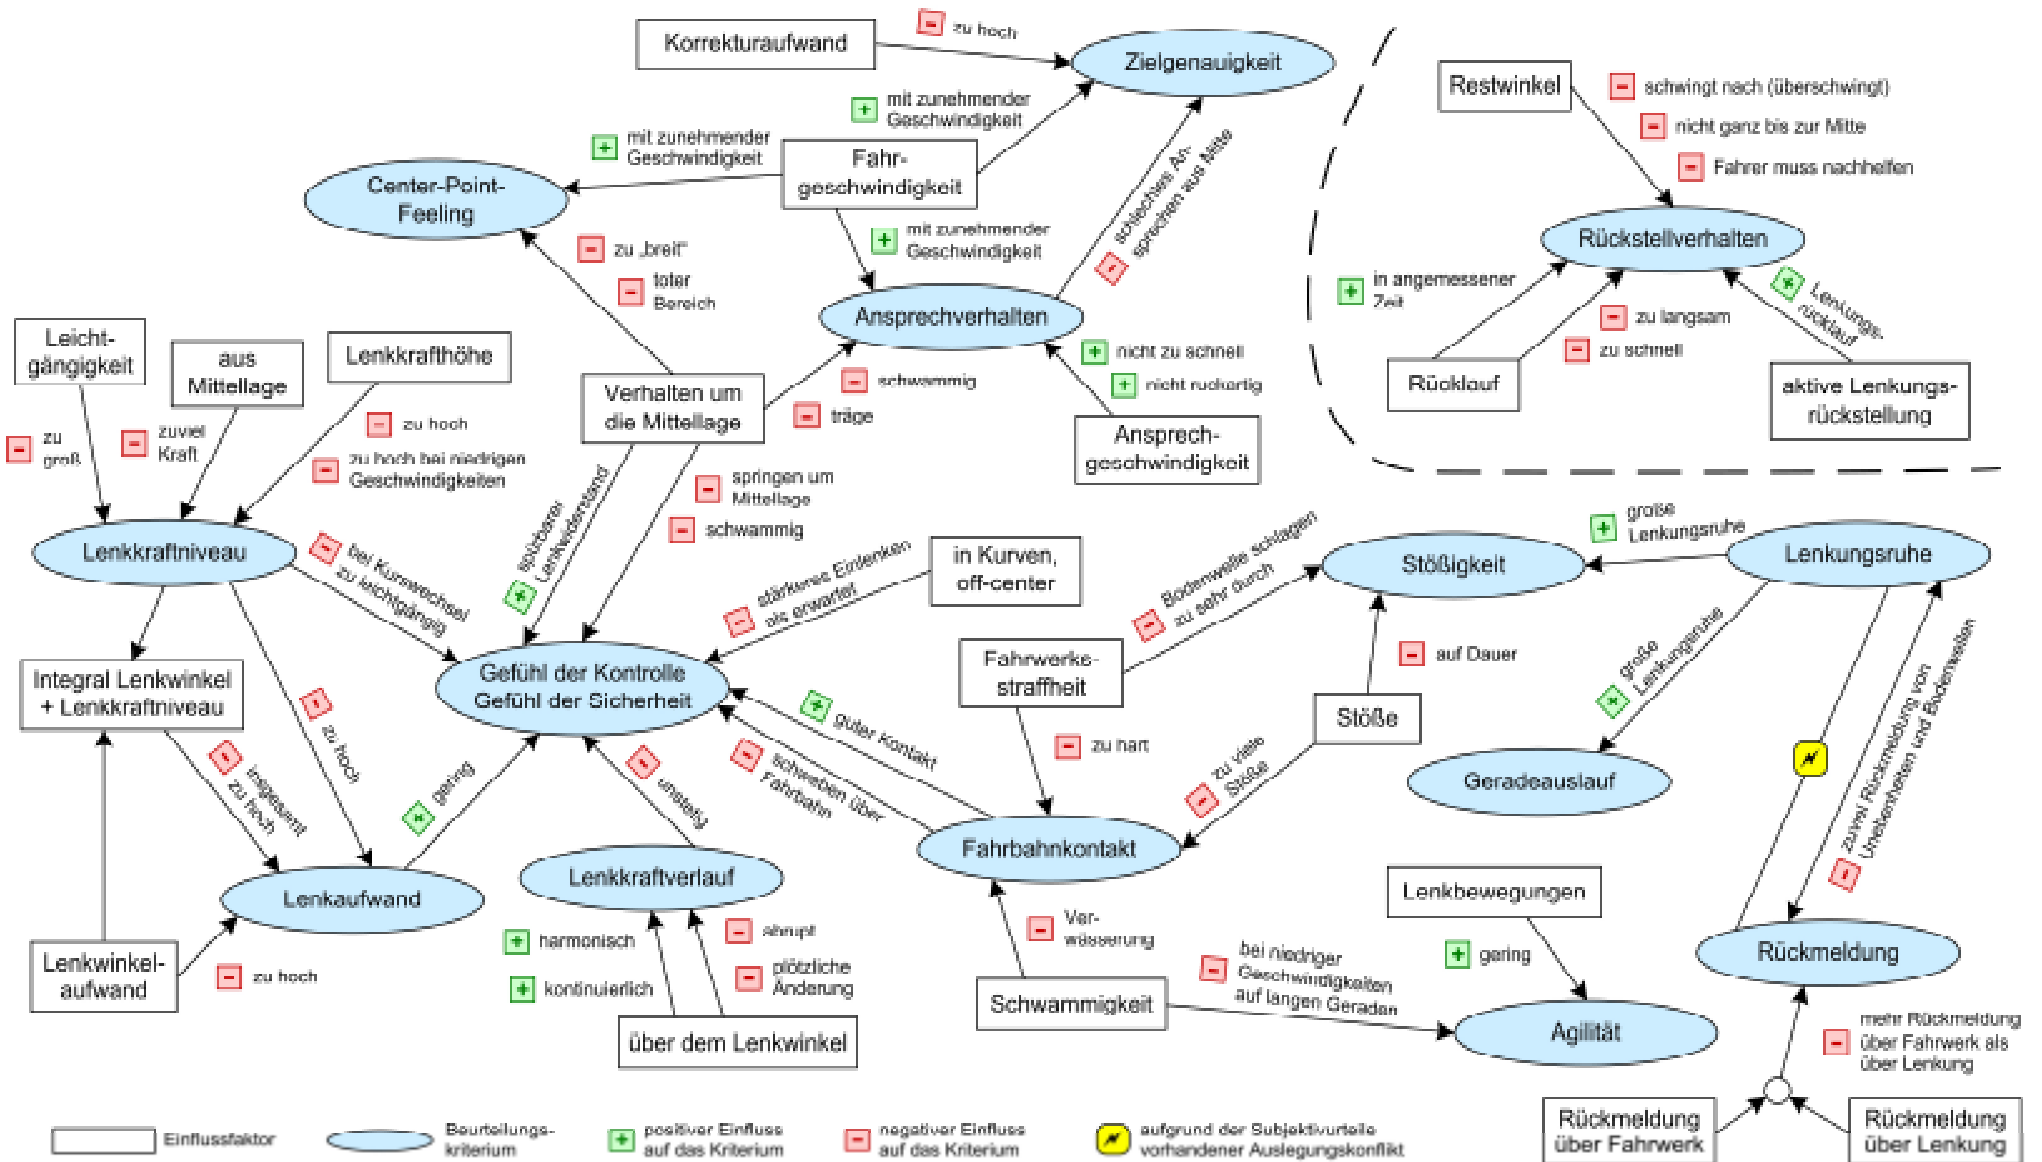 Korrekturaufwand
zu hoch
Zielgenauigkeit
Restwinkel
schwingt nach (überschwingt)
nicht ganz bis zur Mitte
Fahrer muss nachhelfen
mit zunehmender
Geschwindigkeit
mit zunehmender
Geschwindigkeit
Fahr-
geschwindigkeit
Center-Point-
Feeling
mit zunehmender
Geschwindigkeit
schlechtes An-
sprechen aus Mitte
Rückstellverhalten
zu „breit“
toter
Bereich
Ansprechverhalten
in angemessener
Zeit
zu langsam
zu schnell
Lenkungs-
rücklauf
Rücklauf
aktive Lenkungs-
rückstellung
Leicht-
gängigkeit
aus
Mittellage
Lenkkrafthöhe
Verhalten um
die Mittellage
schwammig
träge
nicht zu schnell
nicht ruckartig
Ansprech-
geschwindigkeit
zu
groß
zuviel
Kraft
zu hoch
zu hoch bei niedrigen
Geschwindigkeiten
spürbarer
Lenkwiderstand
springen um
Mittellage
schwammig
Lenkkraftniveau
bei Kurswechsel
zu leichtgängig
stärkeres Einlenken
als erwartet
in Kurven,
off-center
Bodenwelle schlagen
zu sehr durch
Stößigkeit
große
Lenkungsruhe
Lenkungsruhe
Integral Lenkwinkel
+ Lenkkraftniveau
Gefühl der Kontrolle
Gefühl der Sicherheit
Fahrwerks-
straffheit
auf Dauer
Stöße
große
Lenkungsruhe
zuviel Rückmeldung von
Unebenheiten und Bodenwellen
zu hoch
insgesamt
zu hoch
gering
unstetig
guter Kontakt
schweben über
Fahrbahn
zu hart
zu viele
Stöße
Geradeauslauf
Lenkaufwand
Lenkkraftverlauf
Fahrbahnkontakt
Lenkbewegungen
gering
Rückmeldung
Lenkwinkel-
aufwand
zu hoch
harmonisch
kontinuierlich
abrupt
plötzliche
Änderung
über dem Lenkwinkel
Ver-
wässerung
Schwammigkeit
bei niedriger
Geschwindigkeiten
auf langen Geraden
Agilität
mehr Rückmeldung
über Fahrwerk als
über Lenkung
Rückmeldung
über Fahrwerk
Rückmeldung
über Lenkung
Einflussfaktor
Beurteilungs-
kriterium
positiver Einfluss
auf das Kriterium
negativer Einfluss
auf das Kriterium
aufgrund der Subjektivurteile
vorhandener Auslegungskonflikt